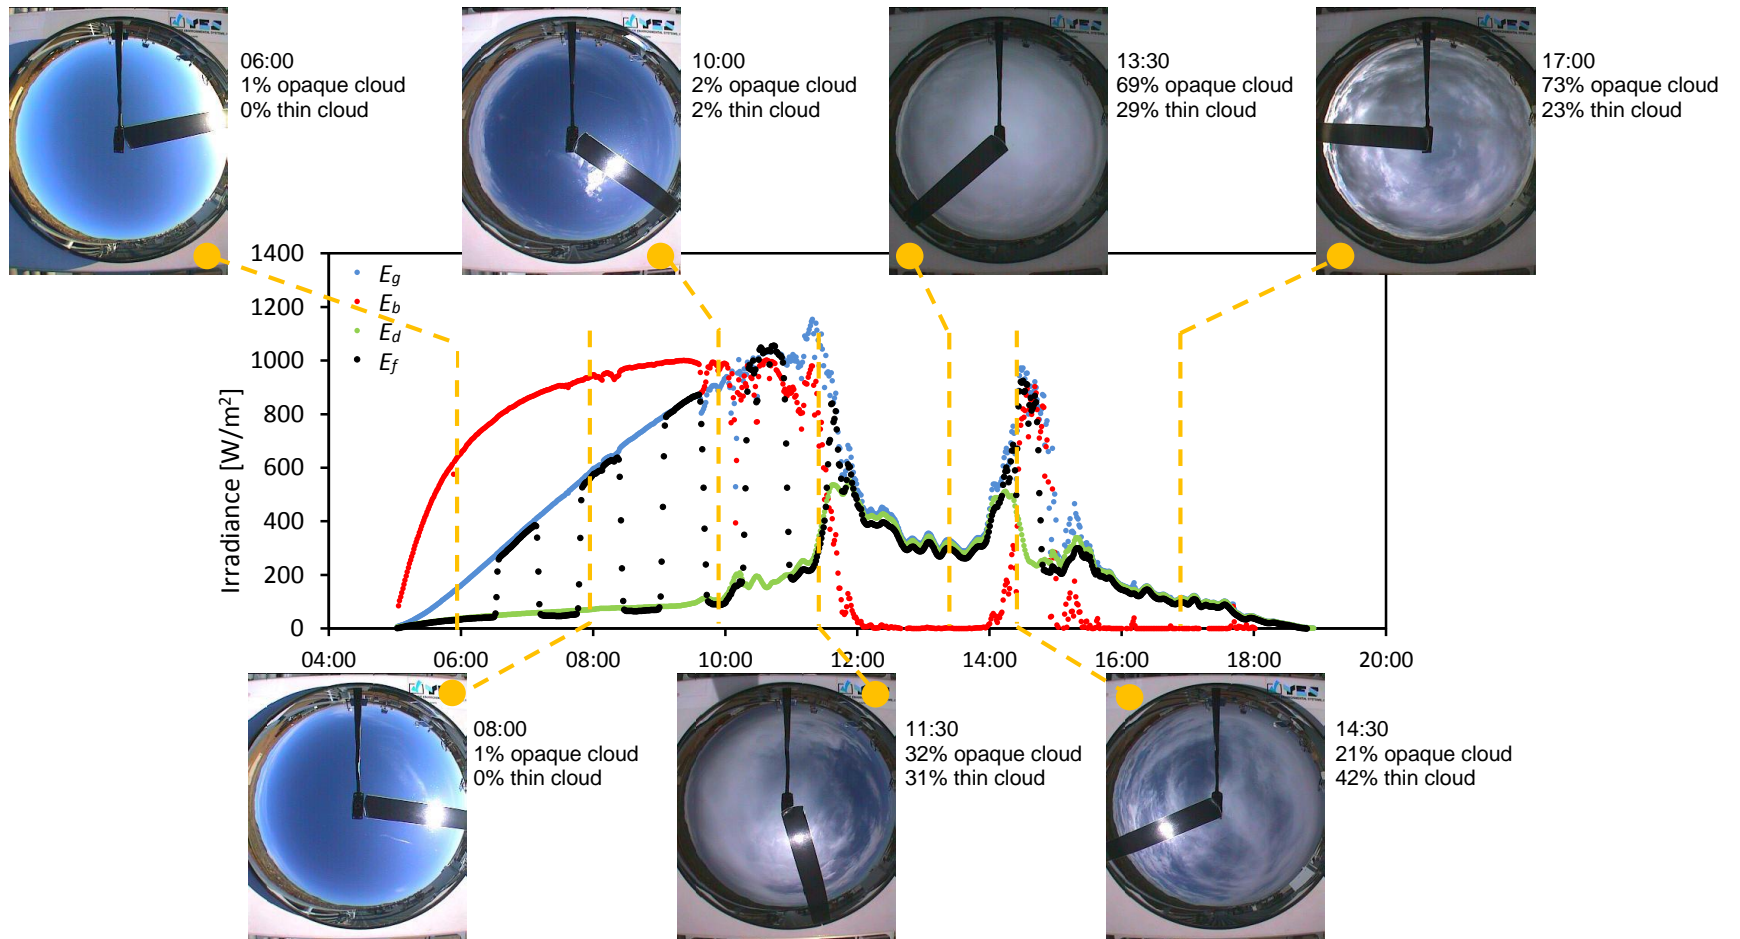 06:00
1% opaque cloud
0% thin cloud
10:00
2% opaque cloud
2% thin cloud
13:30
69% opaque cloud
29% thin cloud
17:00
73% opaque cloud
23% thin cloud
Irradiance [W/m²]
1400
1200
1000
800
600
400
200
0
Eg
Eb
Ed
Ef
04:00 06:00 08:00 10:00 12:00 14:00 16:00 18:00 20:00
08:00
1% opaque cloud
0% thin cloud
11:30
32% opaque cloud
31% thin cloud
14:30
21% opaque cloud
42% thin cloud